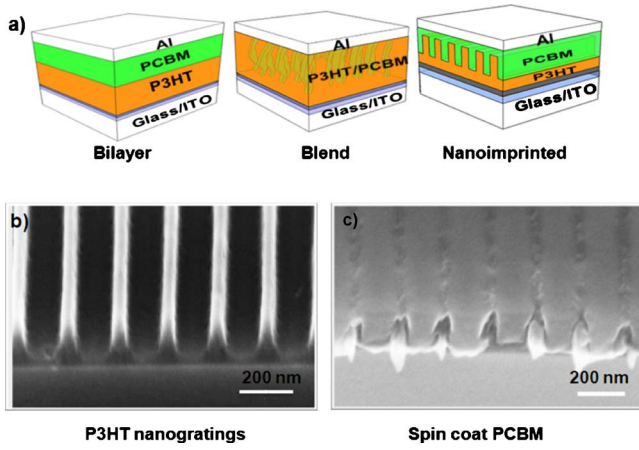 a)
Al
PCBM
P3HT
Glass/ITO
Bilayer
Al
P3HT/PCBM
Glass/ITO
Blend
Al
PCBM
P3HT
Glass/ITO
Nanoimprinted
b)
200 nm
P3HT nanogratings
c)
200 nm
Spin coat PCBM